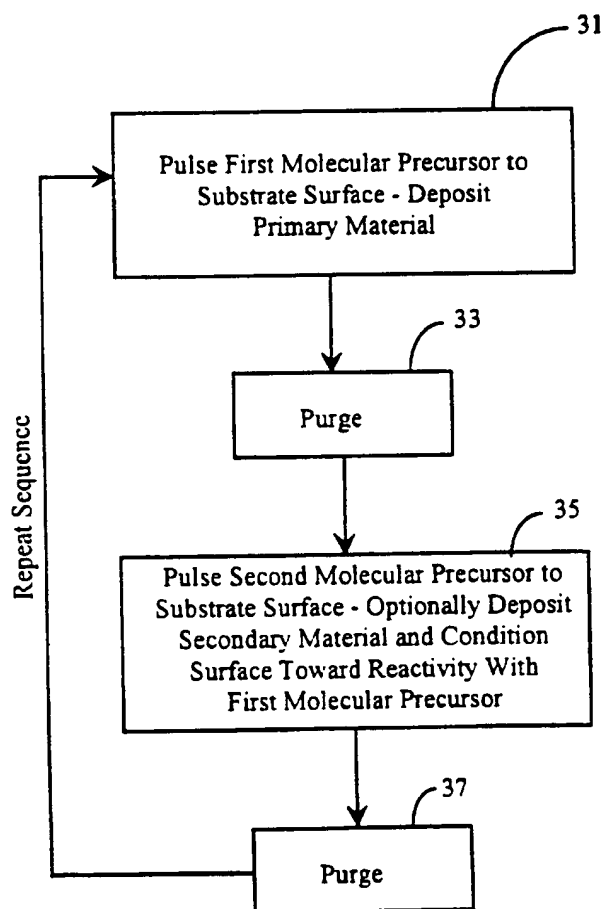 31
Pulse First Molecular Precursor to
Substrate Surface - Deposit
Primary Material
33
Purge
Repeat Sequence
35
Pulse Second Molecular Precursor to
Substrate Surface - Optionally Deposit
Secondary Material and Condition
Surface Toward Reactivity With
First Molecular Precursor
37
Purge